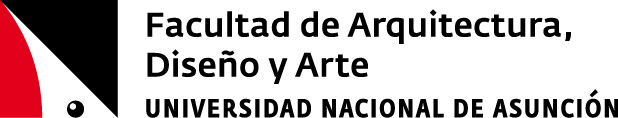 Facultad de Arquitectura,
Diseño y Arte
UNIVERSIDAD NACIONAL DE ASUNCIÓN